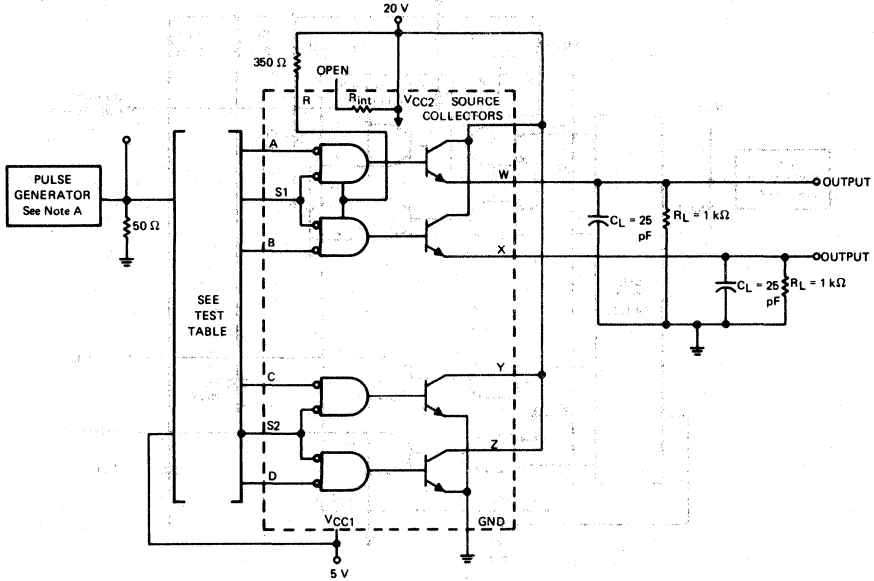 20 V
350 Ω
OPEN
R
Rint
VCC2
SOURCE
COLLECTORS
A
W
OUTPUT
PULSE
GENERATOR
See Note A
50 Ω
S1
CL = 25
pF
RL = 1 kΩ
B
X
OUTPUT
CL = 25
pF
RL = 1 kΩ
SEE
TEST
TABLE
C
Y
S2
Z
D
VCC1
GND
5 V